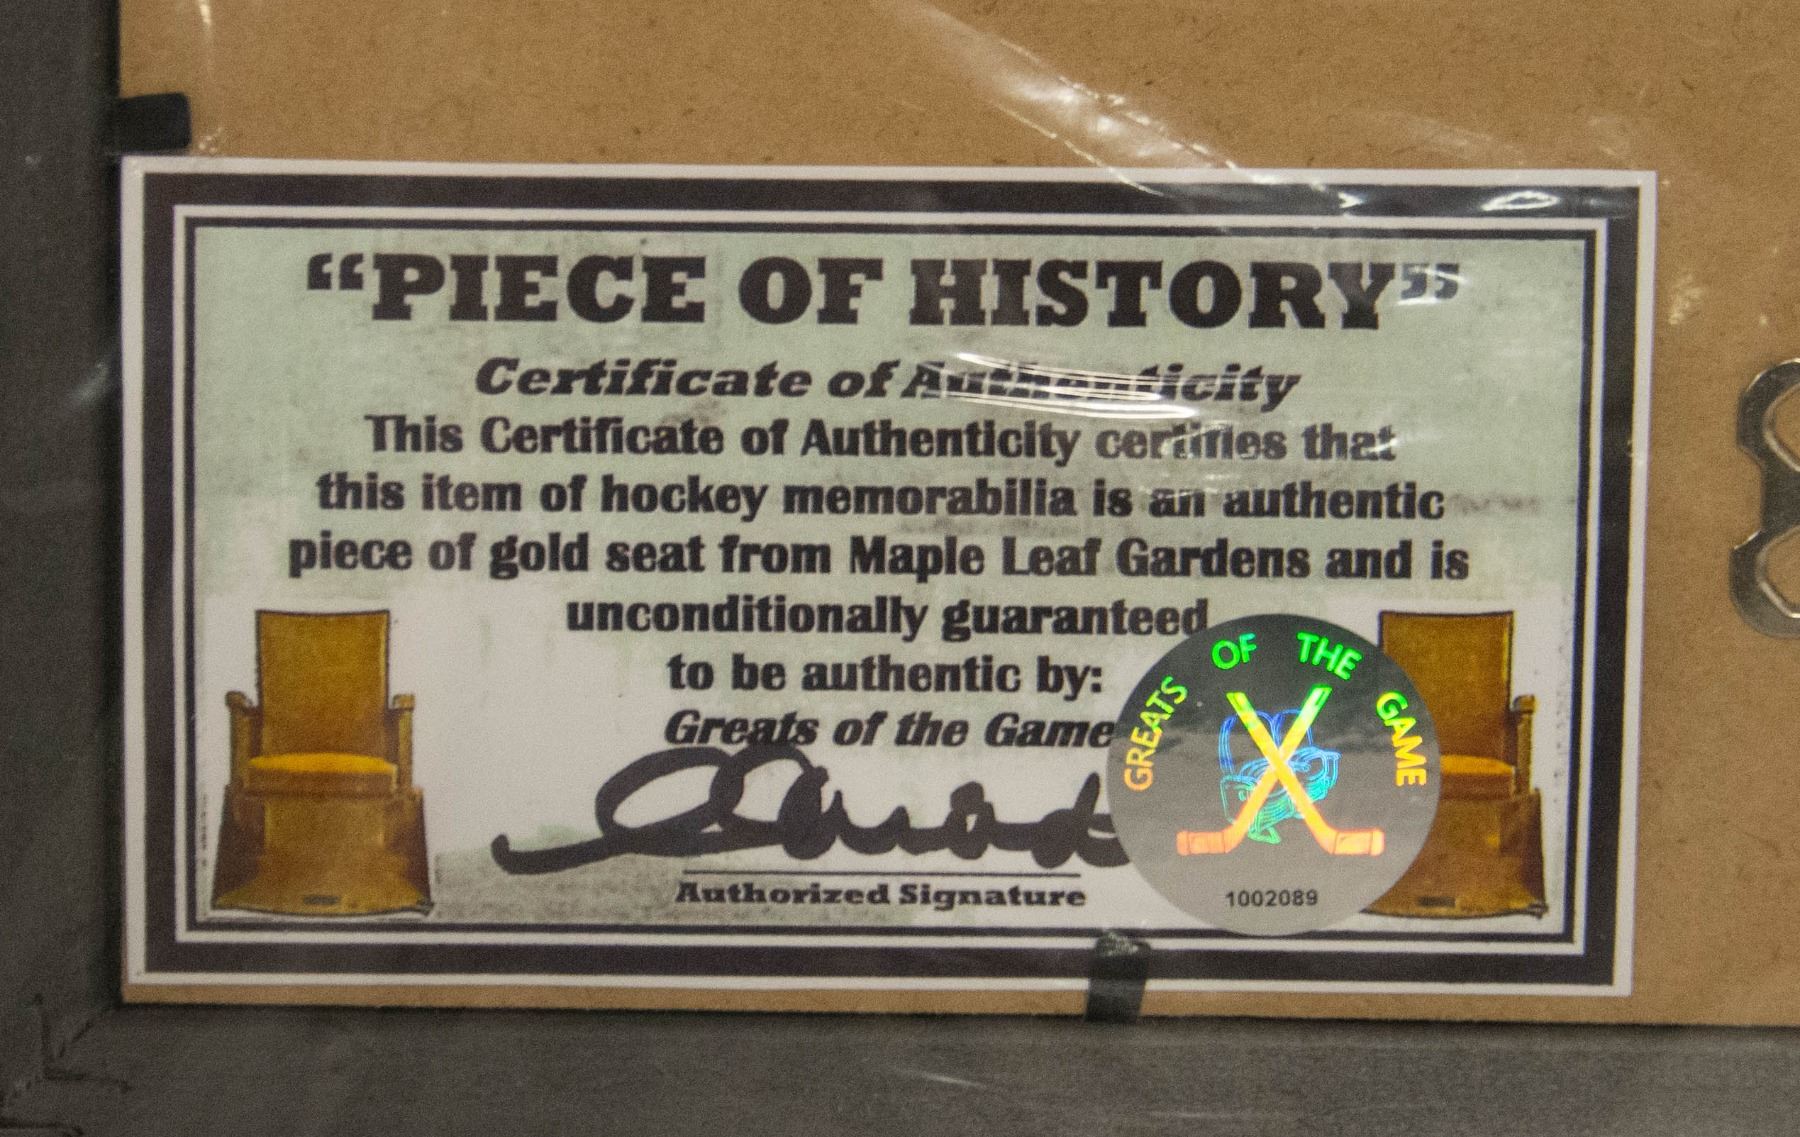 “PIECE OF HISTORY”
Certificate of Authenticity
This Certificate of Authenticity certifies that
this item of hockey memorabilia is an authentic
piece of gold seat from Maple Leaf Gardens and is
unconditionally guaranteed
to be authentic by:
Greats of the Game
Authorized Signature
GREATS OF THE GAME
1002089